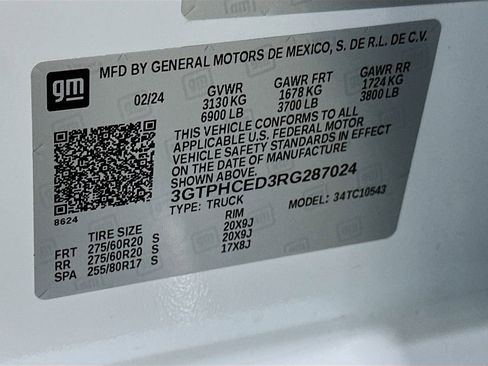 MFD BY GENERAL MOTORS DE MEXICO, S. DE R.L. DE C.V.
gm
02/24 GVWR GAWR FRT GAWR RR
3130 KG 1678 KG 1724 KG
6900 LB 3700 LB 3800 LB
THIS VEHICLE CONFORMS TO ALL
APPLICABLE U.S. FEDERAL MOTOR
VEHICLE SAFETY STANDARDS IN EFFECT
ON THE DATE OF MANUFACTURE
SHOWN ABOVE.
3GTPHCED3RG287024
8624
TYPE: TRUCK MODEL: 34TC10543
TIRE SIZE RIM
FRT 275/60R20 S 20X9J
RR 275/60R20 S 20X9J
SPA 255/80R17 S 17X8J